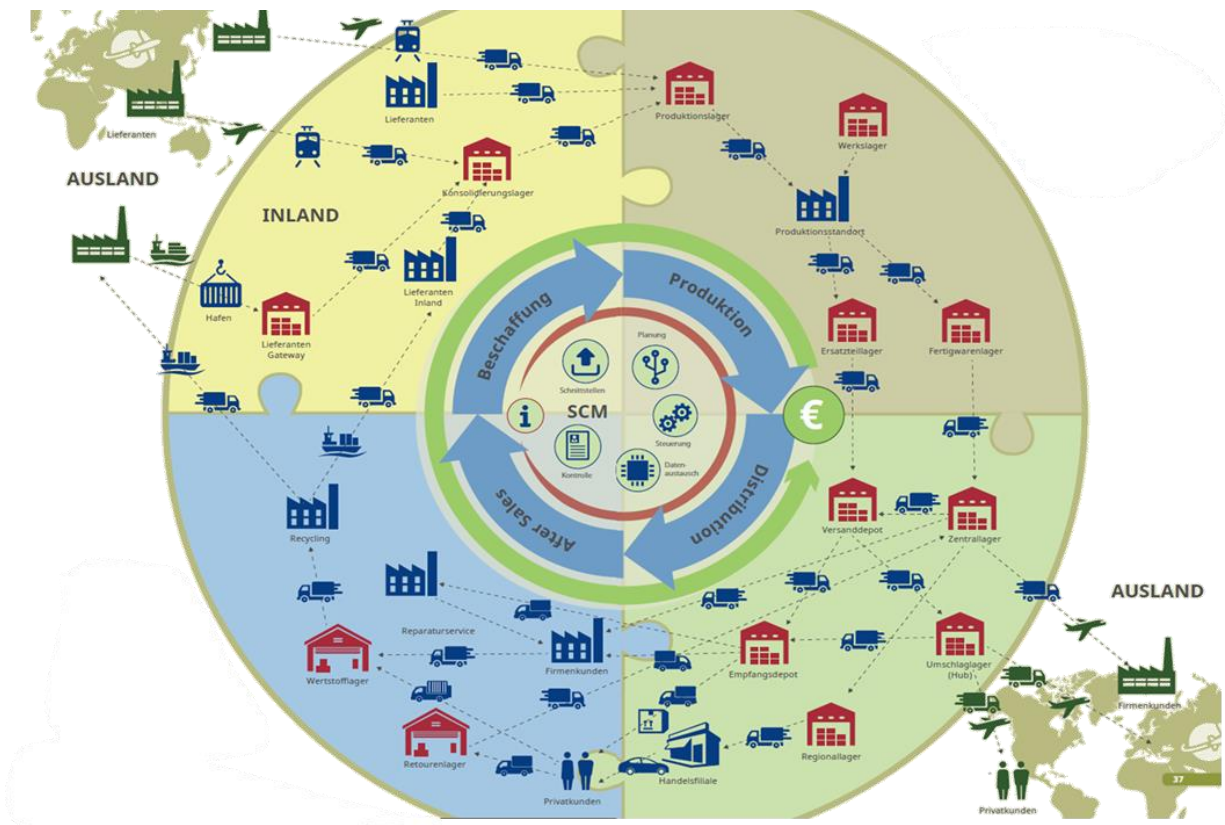 Lieferanten
AUSLAND
INLAND
Lieferanten
Konsolidierungslager
Hafen
Lieferanten
Gateway
Lieferanten
Inland
Produktionslager
Werkslager
Produktionsstandort
Ersatzteillager
Fertigwarenlager
Beschaffung
Produktion
Distribution
After Sales
Planung
Schnittstellen
i
SCM
Steuerung
Kontrolle
Daten-
austausch
€
Recycling
Reparaturservice
Wertstofflager
Firmenkunden
Retourenlager
Privatkunden
Versanddepot
Zentrallager
Empfangsdepot
Umschlaglager
(Hub)
Regionallager
Handelsfiliale
AUSLAND
Firmenkunden
Privatkunden
37